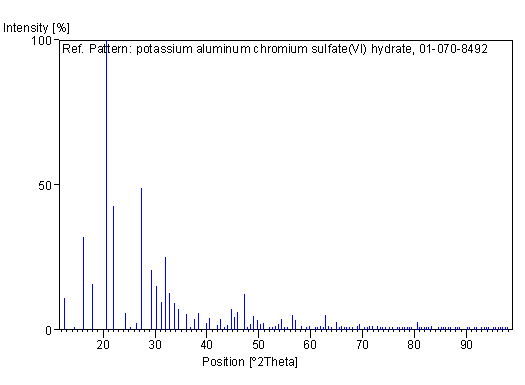 Intensity [%]
100
Ref. Pattern: potassium aluminum chromium sulfate(VI) hydrate, 01-070-8492
50
0
20 30 40 50 60 70 80 90
Position [°2Theta]